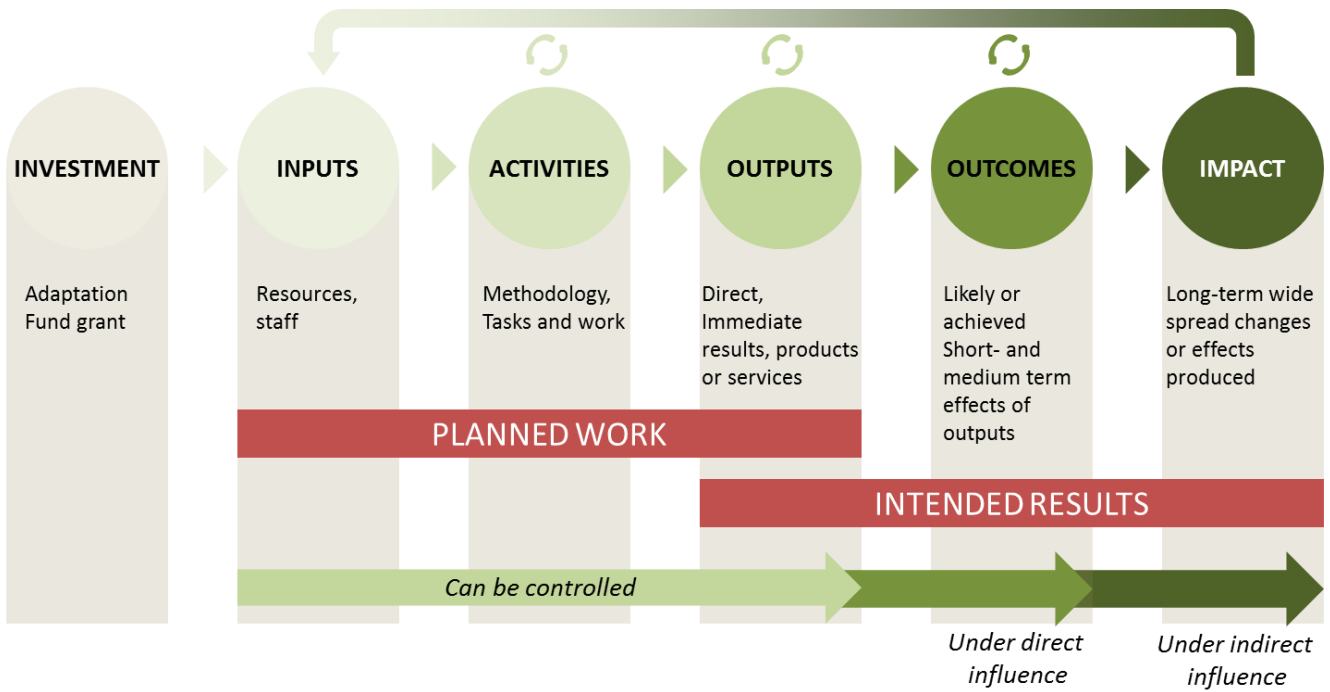 INVESTMENT
INPUTS
ACTIVITIES
OUTPUTS
OUTCOMES
IMPACT
Adaptation
Fund grant
Resources,
staff
Methodology,
Tasks and work
Direct,
Immediate
results, products
or services
Likely or
achieved
Short- and
medium term
effects of
outputs
Long-term wide
spread changes
or effects
produced
PLANNED WORK
INTENDED RESULTS
Can be controlled
Under direct
influence
Under indirect
influence